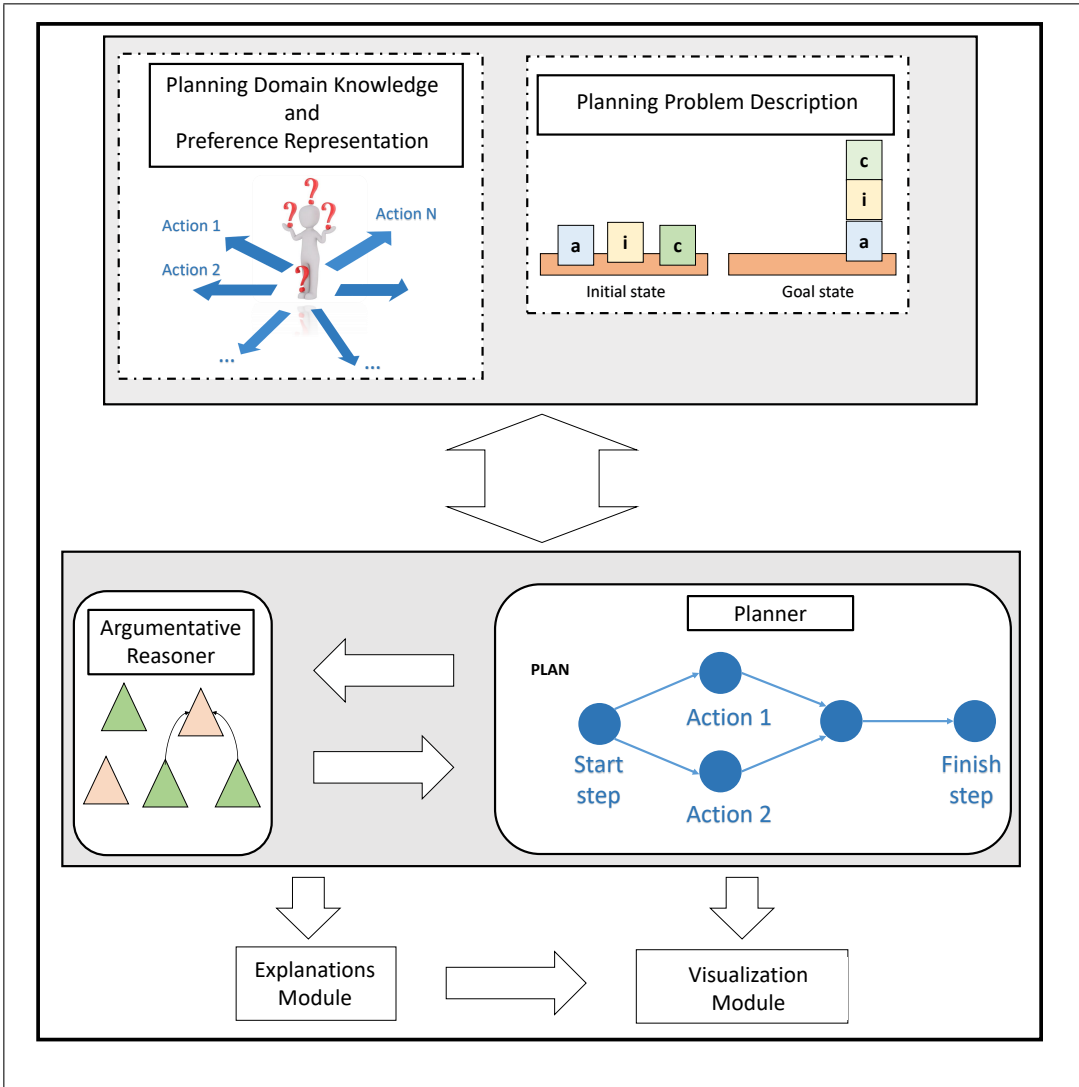 Planning Domain Knowledge
and
Preference Representation
? ? ?
?
Action 1
Action N
Action 2
...
...
Planning Problem Description
c
i
a
a
i
c
Initial state
Goal state
Argumentative
Reasoner
Planner
PLAN
Action 1
Start
step
Action 2
Finish
step
Explanations
Module
Visualization
Module